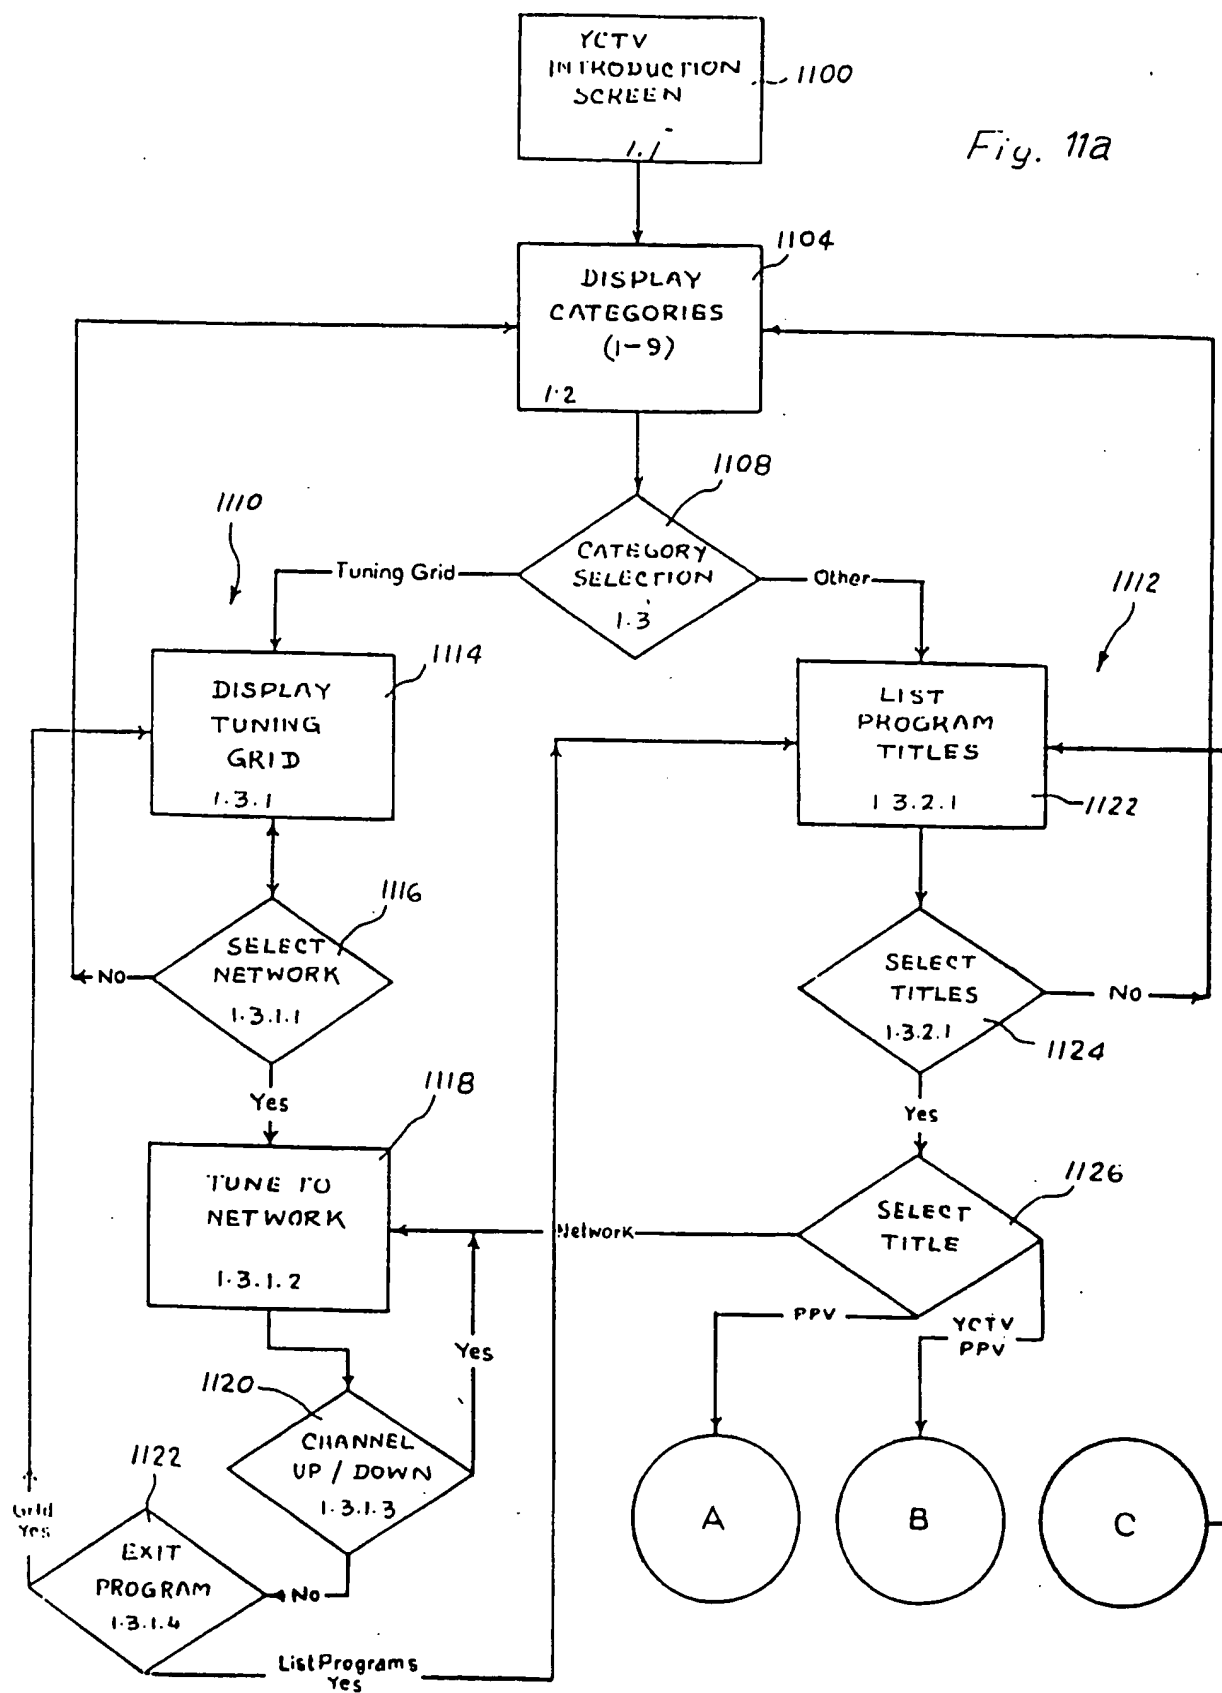 YCTV
INTRODUCTION
SCREEN
1.1
1100
Fig. 11a
1104
DISPLAY
CATEGORIES
(1-9)
1.2
1108
CATEGORY
SELECTION
1.3
Tuning Grid
Other
1110
1112
1114
DISPLAY
TUNING
GRID
1.3.1
LIST
PROGRAM
TITLES
1 3.2.1
1122
1116
SELECT
NETWORK
1.3.1.1
No
Yes
SELECT
TITLES
1.3.2.1
No
1124
Yes
1118
TUNE TO
NETWORK
1.3.1.2
1126
SELECT
TITLE
Network
PPV
YCTV
PPV
Yes
1120
CHANNEL
UP / DOWN
1.3.1.3
No
1122
EXIT
PROGRAM
1.3.1.4
Grid
Yes
List Programs
Yes
A
B
C